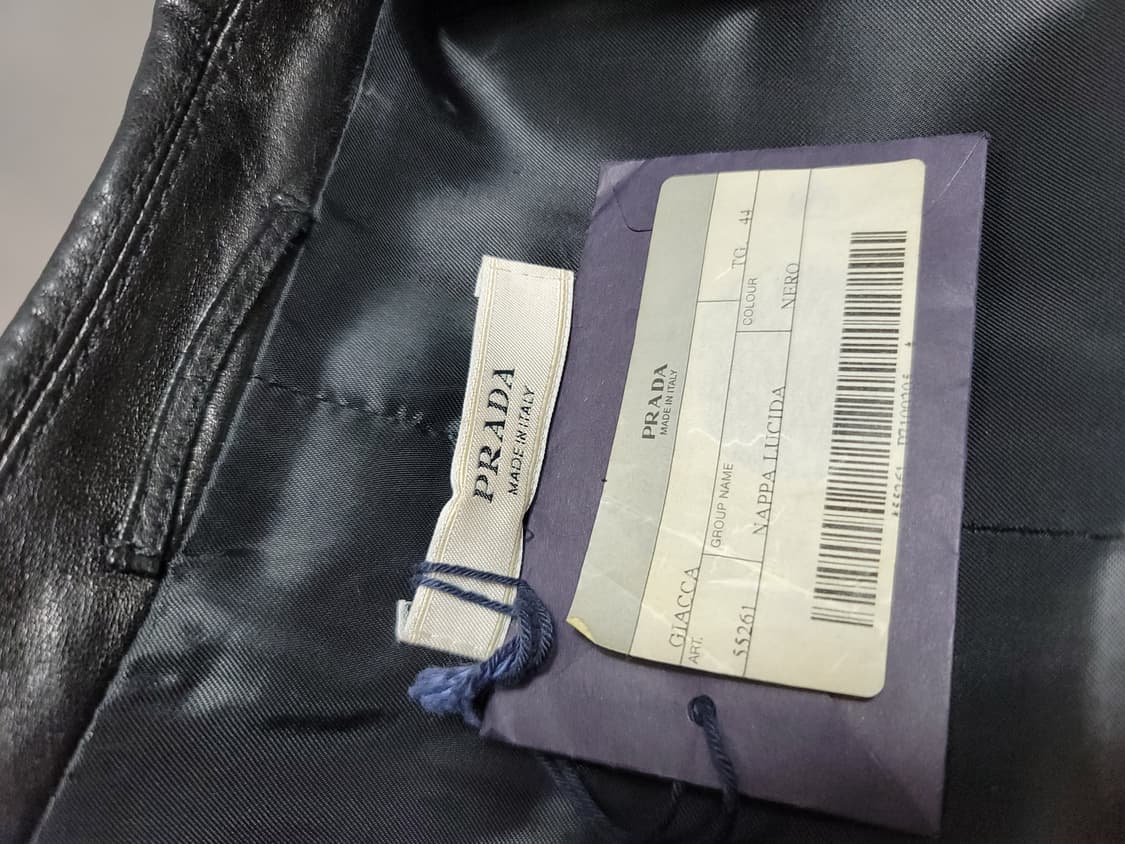 PRADA
MADE IN ITALY
PRADA
MADE IN ITALY
GIACCA TG 44
ART. GROUP NAME COLOUR
55261 NAPPA LUCIDA NERO